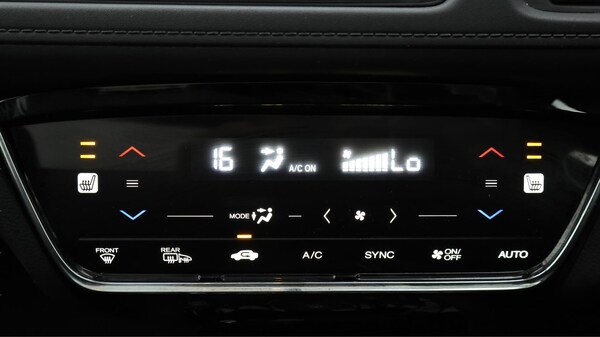 16 A/C ON Lo
MODE
FRONT REAR A/C SYNC ON/OFF AUTO